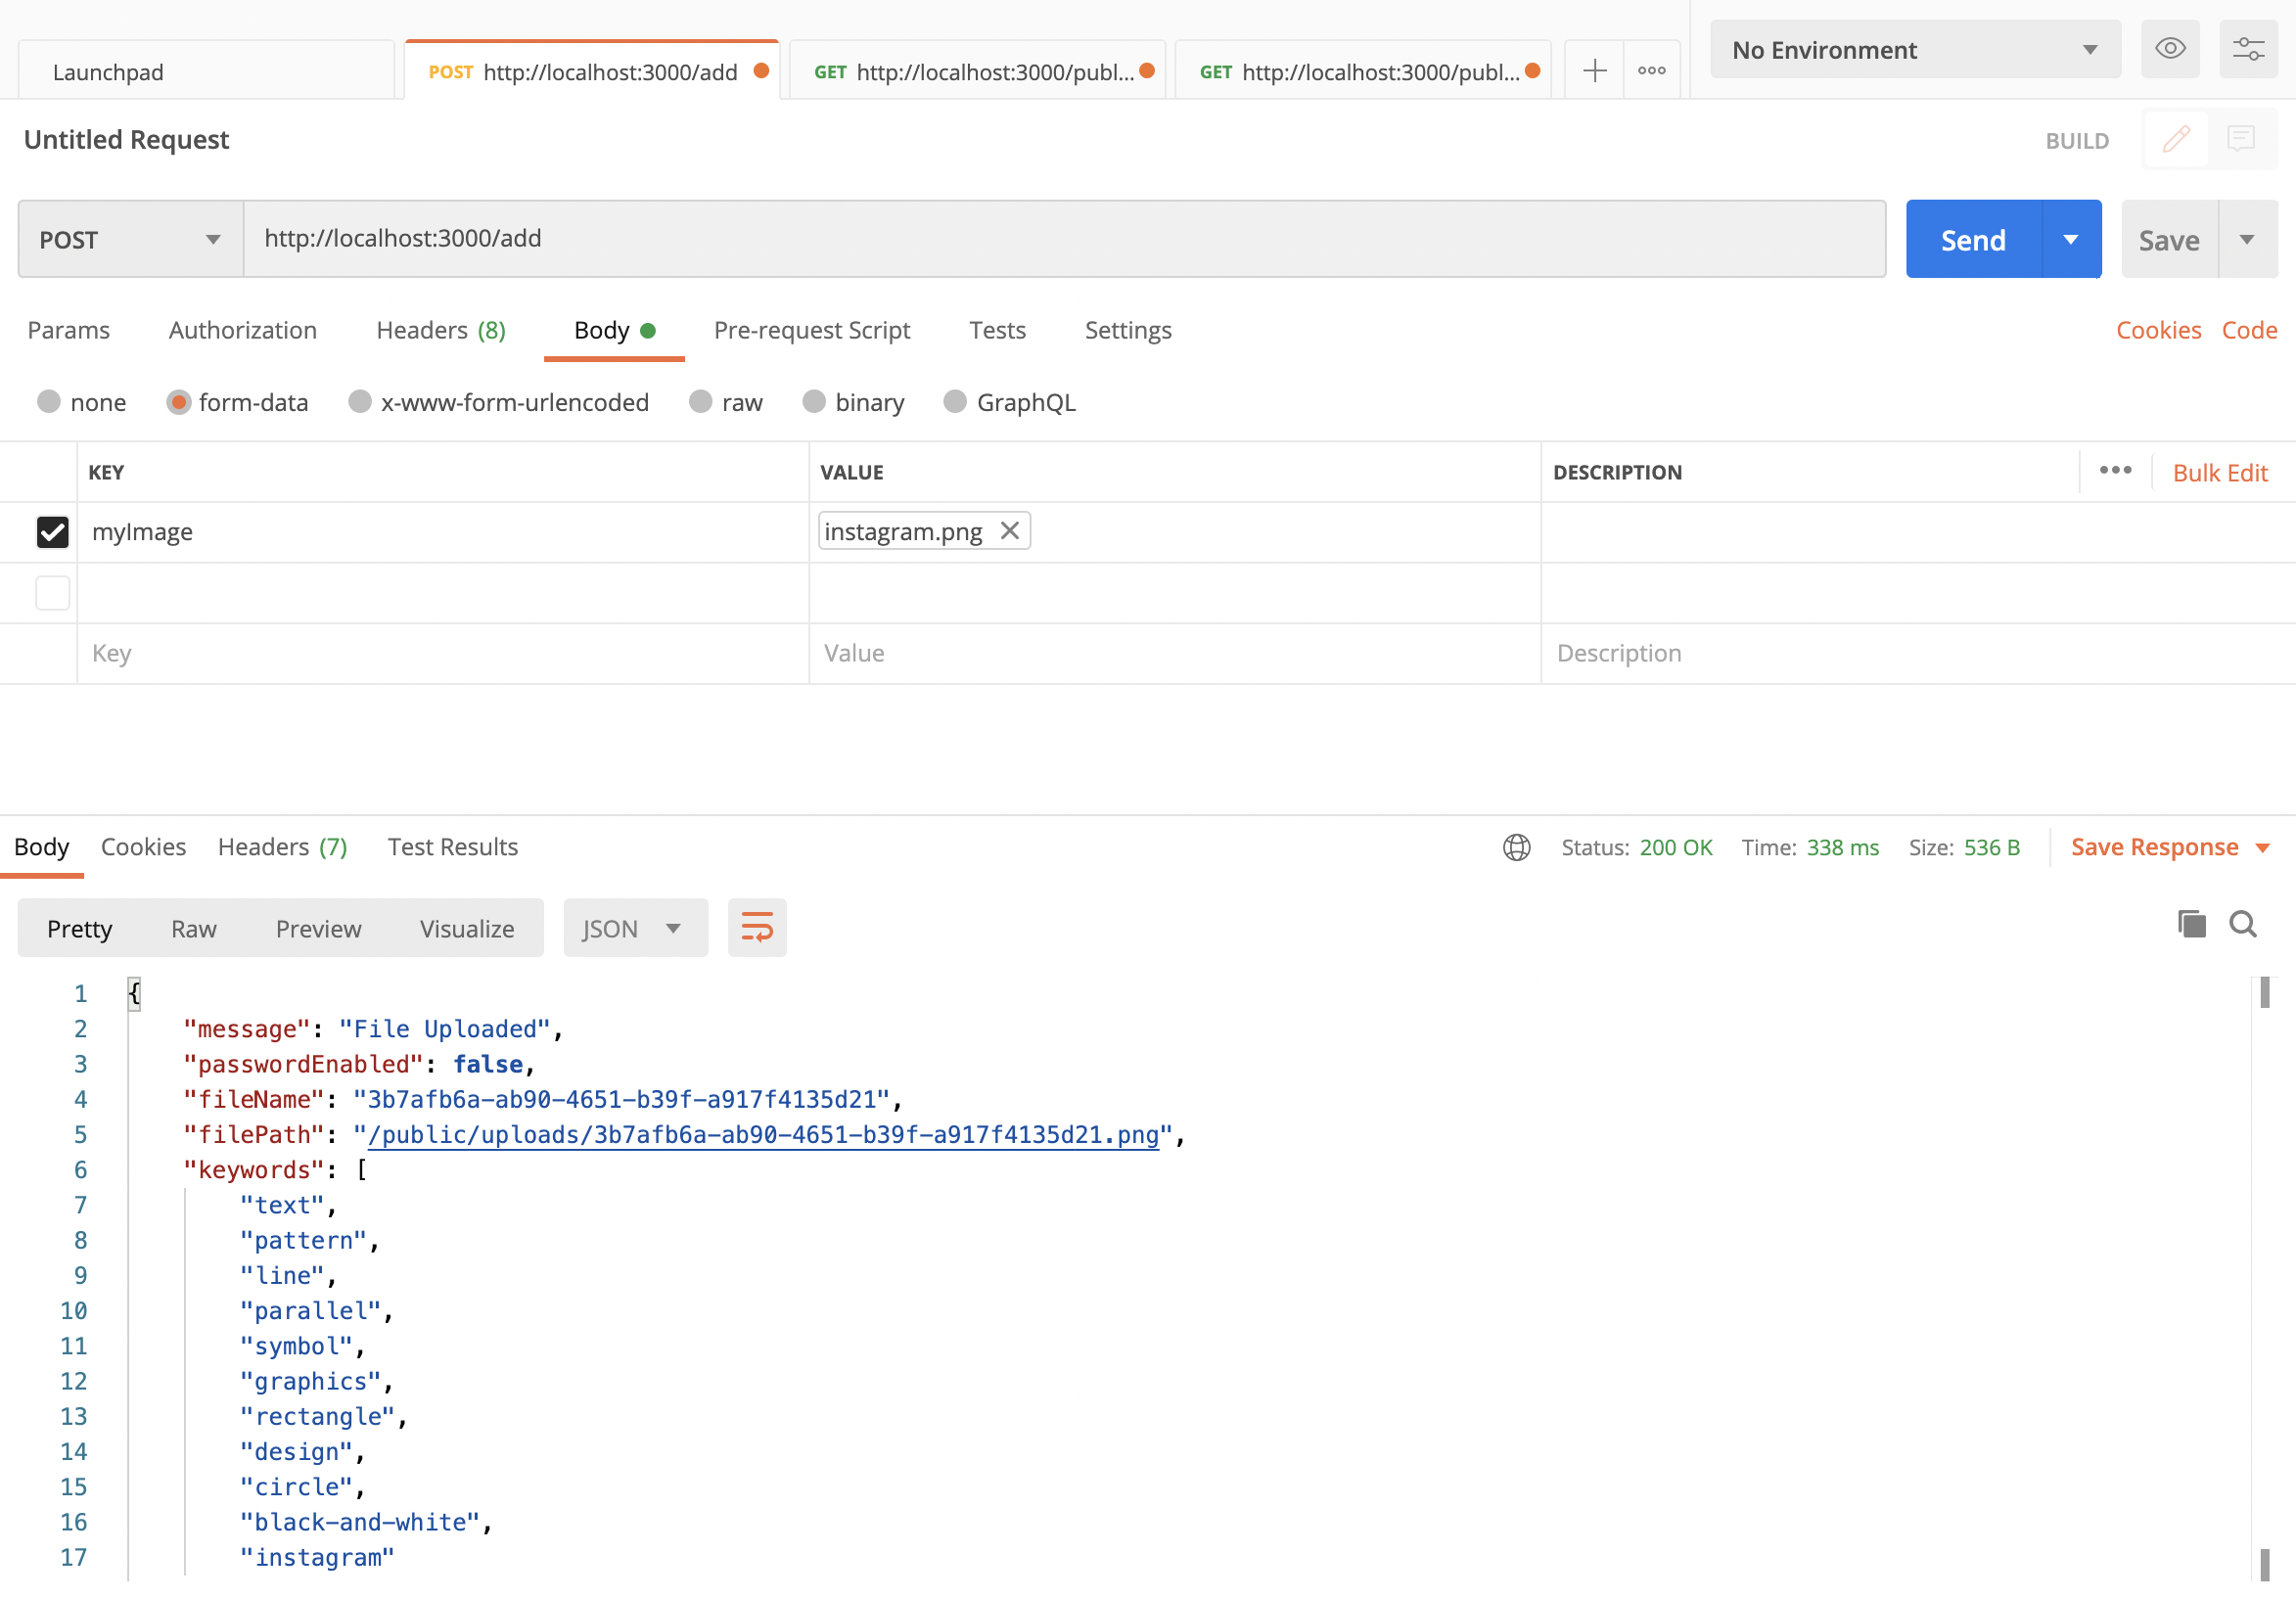 Launchpad
POST http://localhost:3000/add
GET http://localhost:3000/publ...
GET http://localhost:3000/publ...
No Environment
Untitled Request
BUILD
POST
http://localhost:3000/add
Send
Save
Params Authorization Headers (8) Body Pre-request Script Tests Settings Cookies Code
none form-data x-www-form-urlencoded raw binary GraphQL
KEY VALUE DESCRIPTION Bulk Edit
myImage instagram.png
Key Value Description
Body Cookies Headers (7) Test Results Status: 200 OK Time: 338 ms Size: 536 B Save Response
Pretty Raw Preview Visualize JSON
1 {
2 "message": "File Uploaded",
3 "passwordEnabled": false,
4 "fileName": "3b7afb6a-ab90-4651-b39f-a917f4135d21",
5 "filePath": "/public/uploads/3b7afb6a-ab90-4651-b39f-a917f4135d21.png",
6 "keywords": [
7 "text",
8 "pattern",
9 "line",
10 "parallel",
11 "symbol",
12 "graphics",
13 "rectangle",
14 "design",
15 "circle",
16 "black-and-white",
17 "instagram"